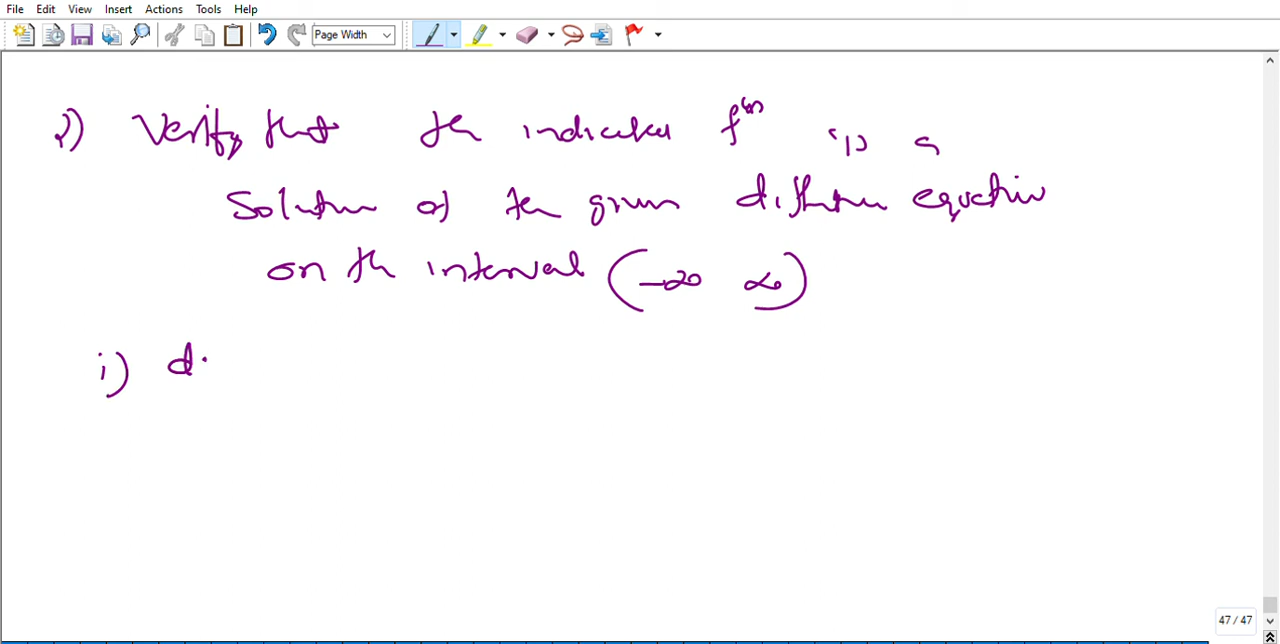 File Edit View Insert Actions Tools Help
Page Width
2) Verify that the indicated fⁿ is a
Solution of the given differential equation
on the interval (-∞ ∞)
i) d.
47 / 47